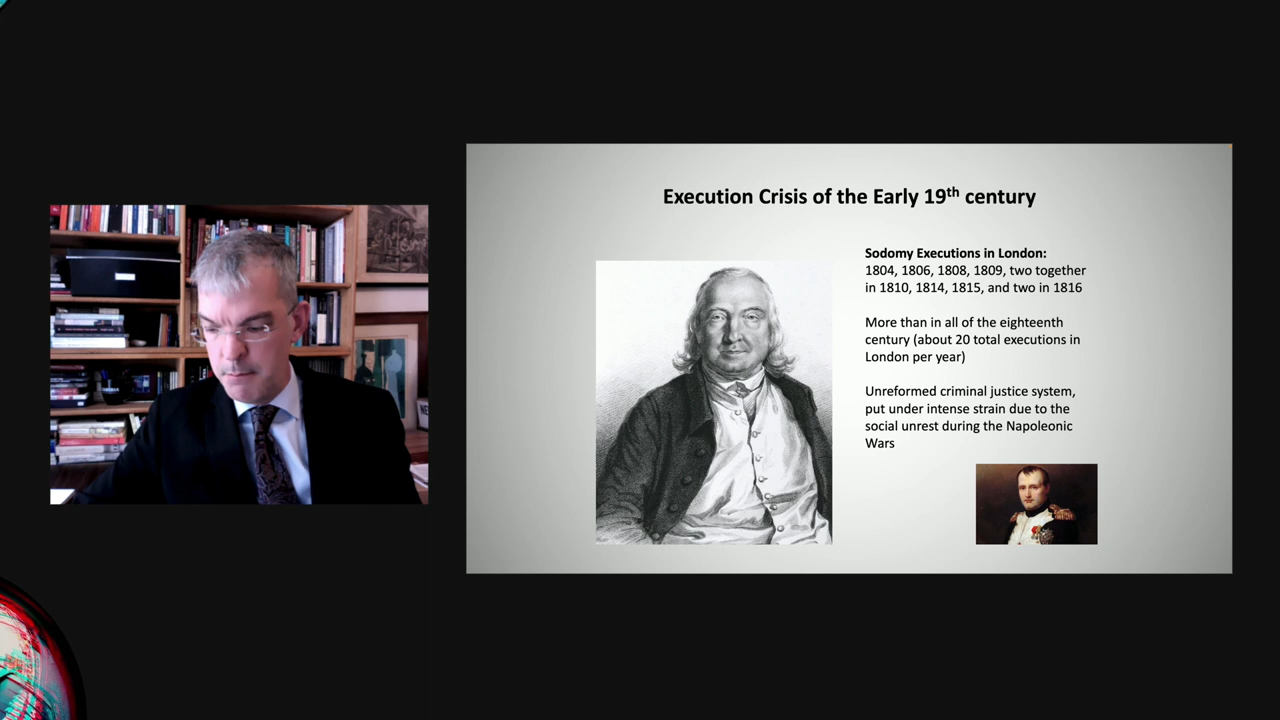 Execution Crisis of the Early 19th century
Sodomy Executions in London:
1804, 1806, 1808, 1809, two together
in 1810, 1814, 1815, and two in 1816
More than in all of the eighteenth
century (about 20 total executions in
London per year)
Unreformed criminal justice system,
put under intense strain due to the
social unrest during the Napoleonic
Wars